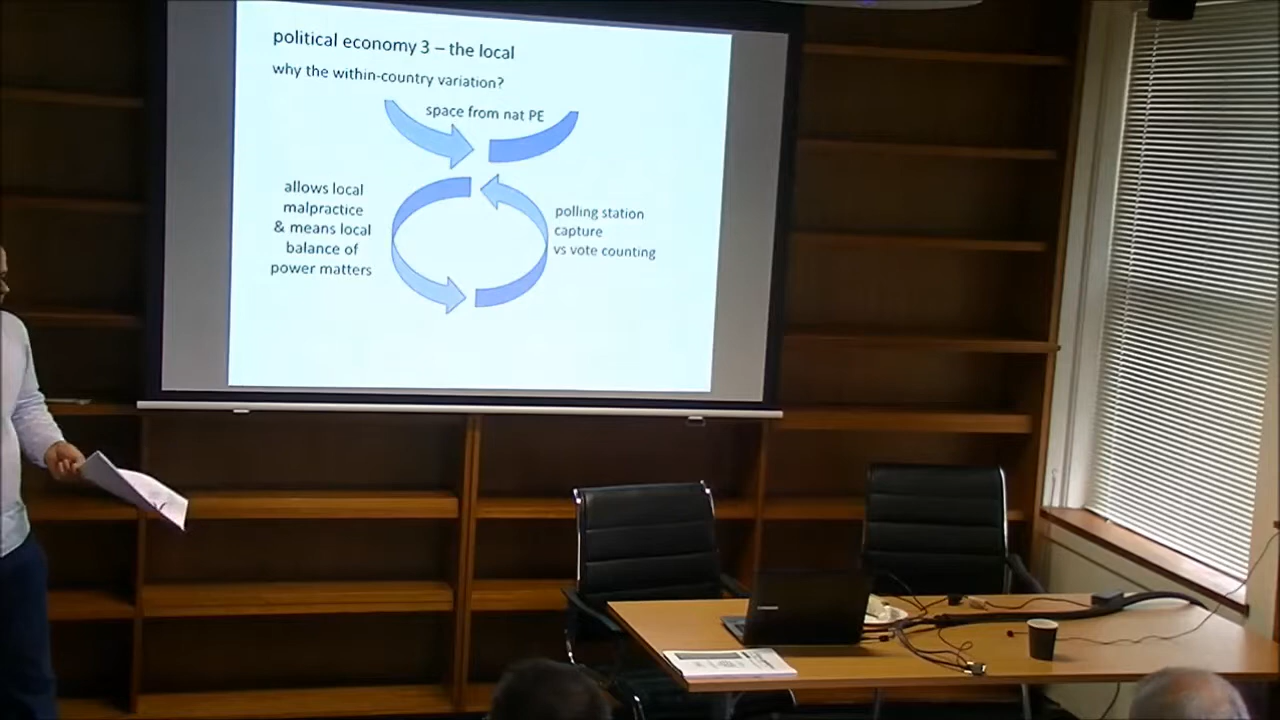 political economy 3 – the local
why the within-country variation?
space from nat PE
allows local
malpractice
& means local
balance of
power matters
polling station
capture
vs vote counting